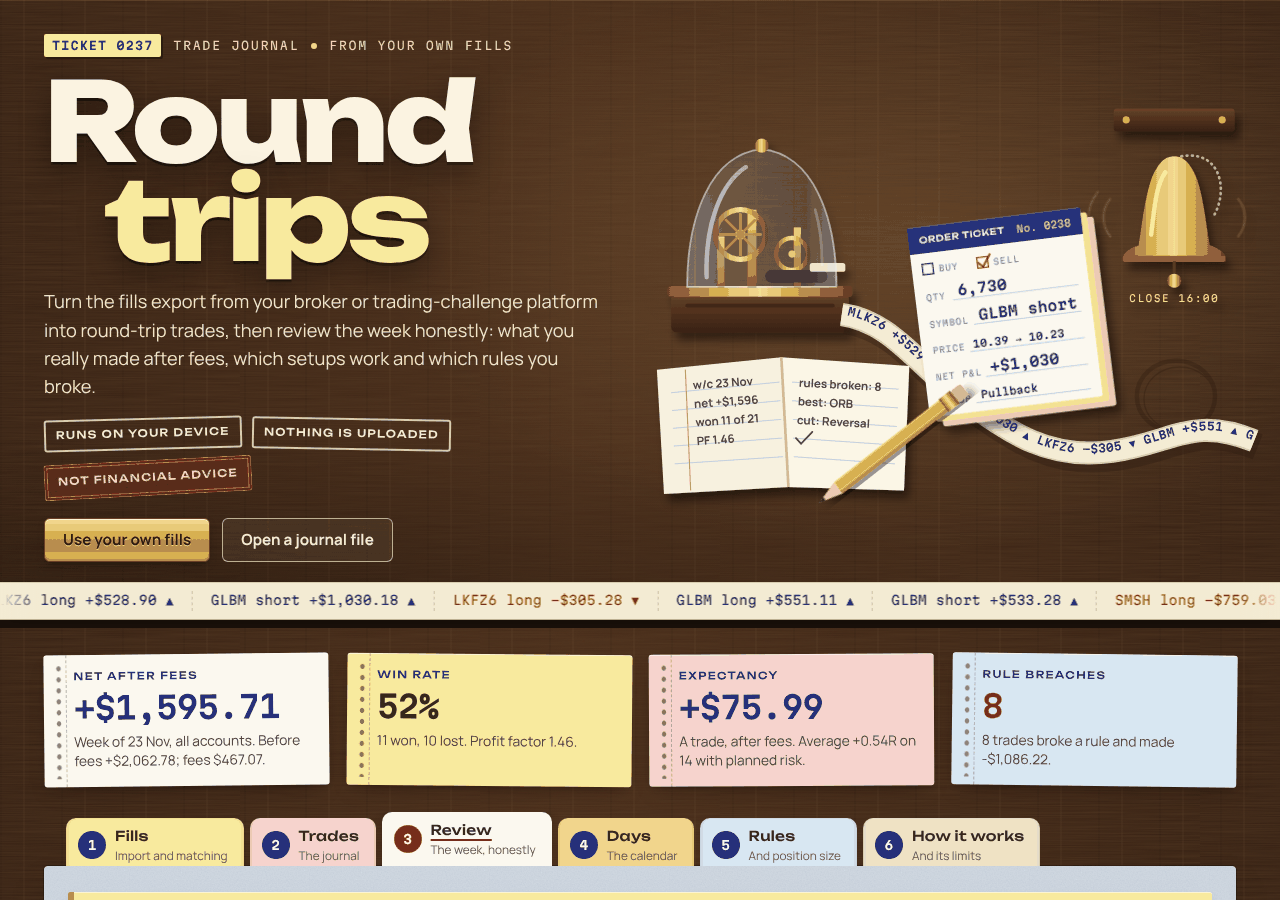 TICKET 0237 TRADE JOURNAL • FROM YOUR OWN FILLS
Round
trips
Turn the fills export from your broker or trading-challenge platform
into round-trip trades, then review the week honestly: what you
really made after fees, which setups work and which rules you
broke.
RUNS ON YOUR DEVICE
NOTHING IS UPLOADED
NOT FINANCIAL ADVICE
Use your own fills
Open a journal file
MLKZ6 +$529
ORDER TICKET No. 0238
BUY SELL
QTY 6,730
SYMBOL GLBM short
PRICE 10.39 → 10.23
NET P&L +$1,030
Pullback
CLOSE 16:00
w/c 23 Nov
net +$1,596
won 11 of 21
PF 1.46
rules broken: 8
best: ORB
cut: Reversal
▲ LKFZ6 −$305 ▼ GLBM +$551 ▲ G
KZ6 long +$528.90 ▲
GLBM short +$1,030.18 ▲
LKFZ6 long −$305.28 ▼
GLBM long +$551.11 ▲
GLBM short +$533.28 ▲
SMSH long −$759.03
NET AFTER FEES
+$1,595.71
Week of 23 Nov, all accounts. Before
fees +$2,062.78; fees $467.07.
WIN RATE
52%
11 won, 10 lost. Profit factor 1.46.
EXPECTANCY
+$75.99
A trade, after fees. Average +0.54R on
14 with planned risk.
RULE BREACHES
8
8 trades broke a rule and made
-$1,086.22.
1 Fills
Import and matching
2 Trades
The journal
3 Review
The week, honestly
4 Days
The calendar
5 Rules
And position size
6 How it works
And its limits